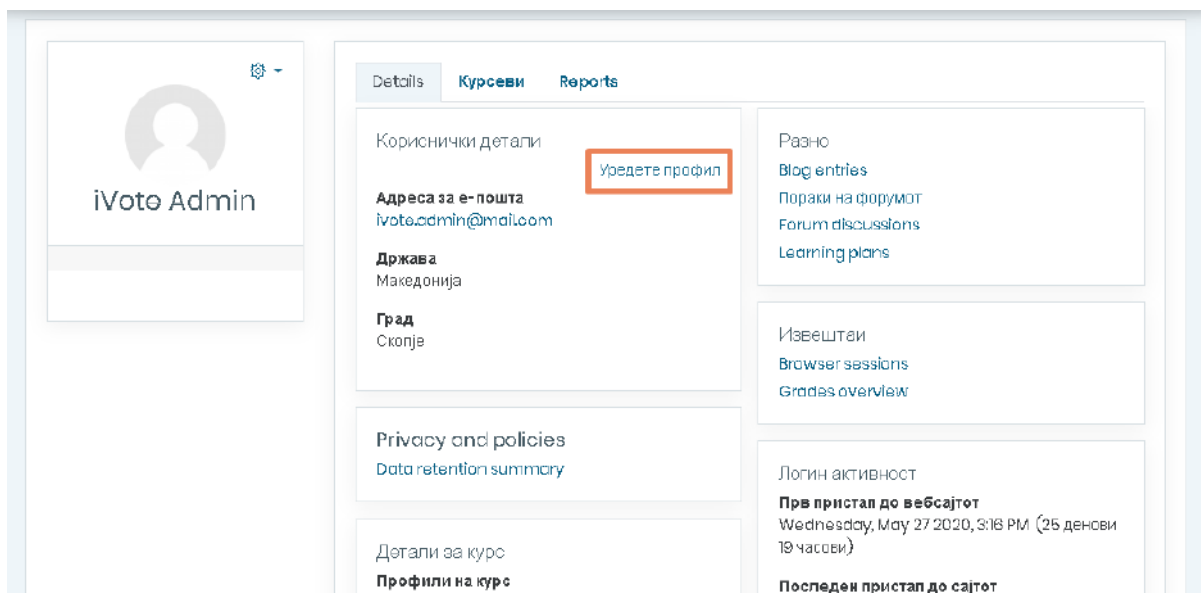 iVote Admin
Details Курсеви Reports
Кориснички детали
Уредете профил
Адреса за е-пошта
ivote.admin@mail.com
Држава
Македонија
Град
Скопје
Privacy and policies
Data retention summary
Детали за курс
Профили на курс
Разно
Blog entries
Пораки на форумот
Forum discussions
Learning plans
Извештаи
Browser sessions
Grades overview
Логин активност
Прв пристап до вебсајтот
Wednesday, May 27 2020, 3:16 PM (25 денови
19 часови)
Последен пристап до сајтот